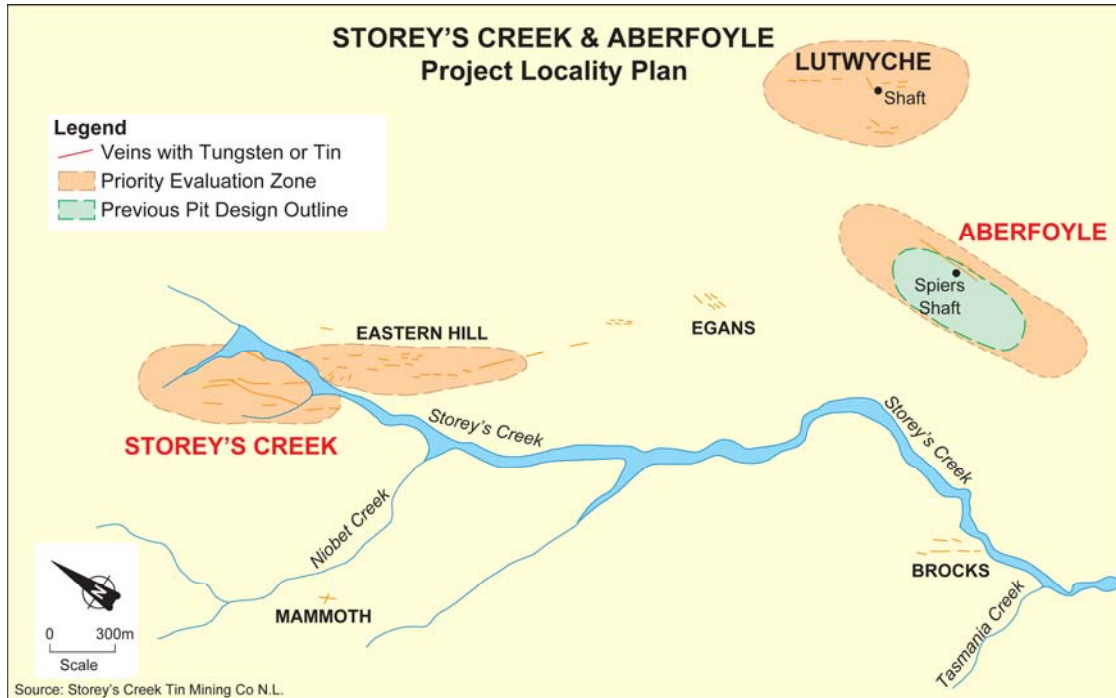 STOREY'S CREEK & ABERFOYLE
Project Locality Plan
LUTWYCHE
Shaft
Legend
Veins with Tungsten or Tin
Priority Evaluation Zone
Previous Pit Design Outline
ABERFOYLE
Spiers
Shaft
EGANS
EASTERN HILL
STOREY'S CREEK
Storey's Creek
Storey's Creek
Niobet Creek
BROCKS
MAMMOTH
Tasmania Creek
N
0 300m
Scale
Source: Storey's Creek Tin Mining Co N.L.